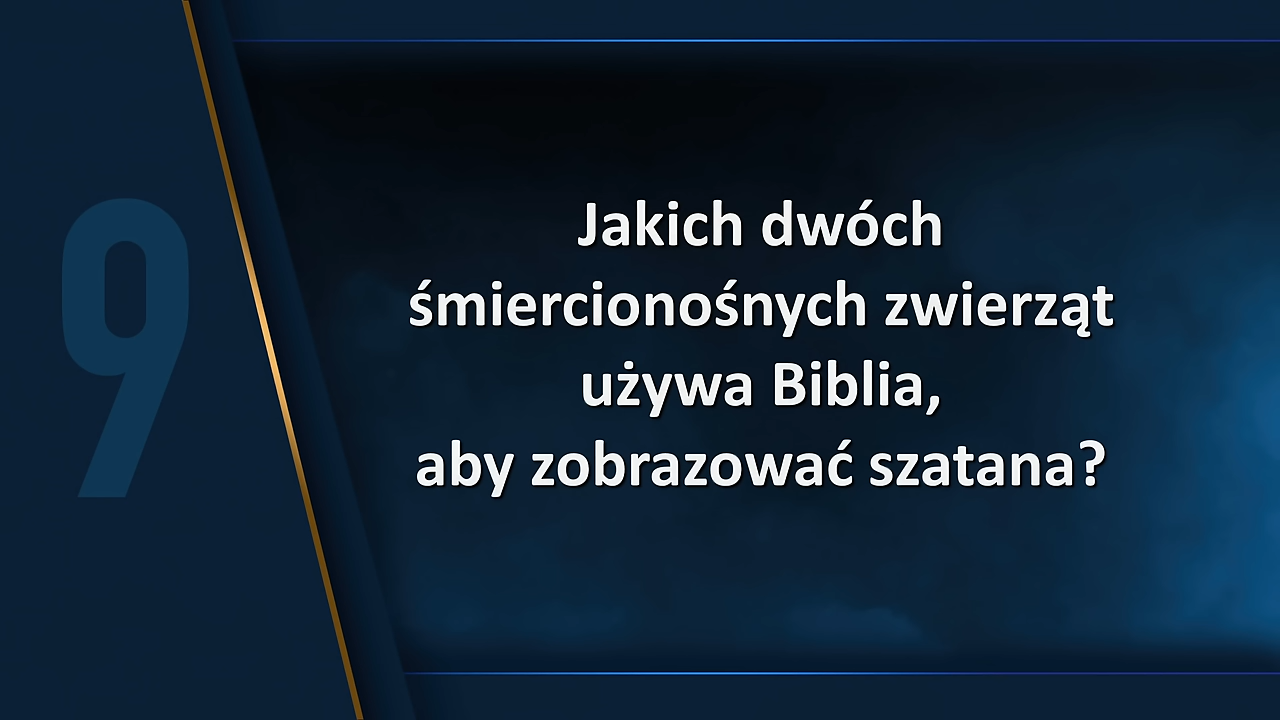 9
Jakich dwóch
śmiercionośnych zwierząt
używa Biblia,
aby zobrazować szatana?